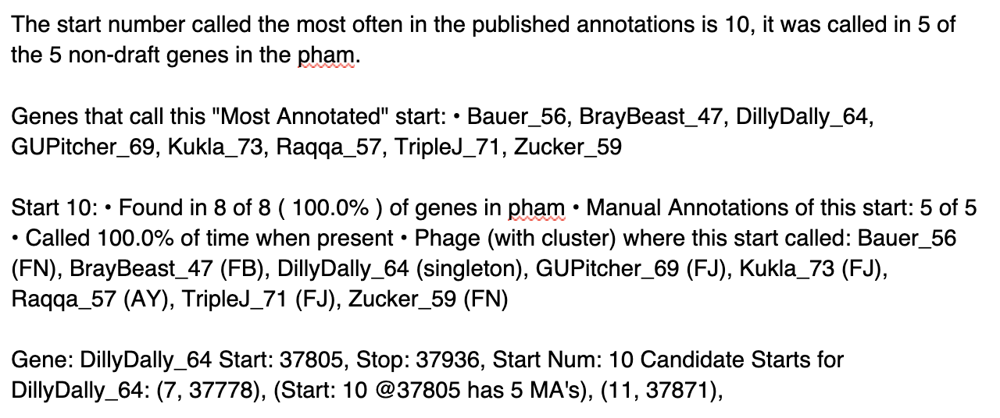 The start number called the most often in the published annotations is 10, it was called in 5 of
the 5 non-draft genes in the pham.
Genes that call this "Most Annotated" start: • Bauer_56, BrayBeast_47, DillyDally_64,
GUPitcher_69, Kukla_73, Raqqa_57, TripleJ_71, Zucker_59
Start 10: • Found in 8 of 8 ( 100.0% ) of genes in pham • Manual Annotations of this start: 5 of 5
• Called 100.0% of time when present • Phage (with cluster) where this start called: Bauer_56
(FN), BrayBeast_47 (FB), DillyDally_64 (singleton), GUPitcher_69 (FJ), Kukla_73 (FJ),
Raqqa_57 (AY), TripleJ_71 (FJ), Zucker_59 (FN)
Gene: DillyDally_64 Start: 37805, Stop: 37936, Start Num: 10 Candidate Starts for
DillyDally_64: (7, 37778), (Start: 10 @37805 has 5 MA's), (11, 37871),